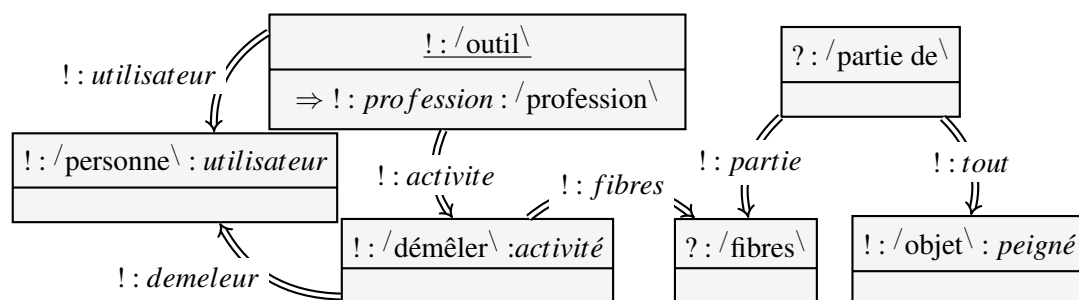 ! : /outil\
? : /partie de\
! : utilisateur
⇒ ! : profession : /profession\
! : /personne\ : utilisateur
! : activite
! : fibres
! : partie
! : tout
! : /démêler\ :activité
? : /fibres\
! : /objet\ : peigné
! : demeleur